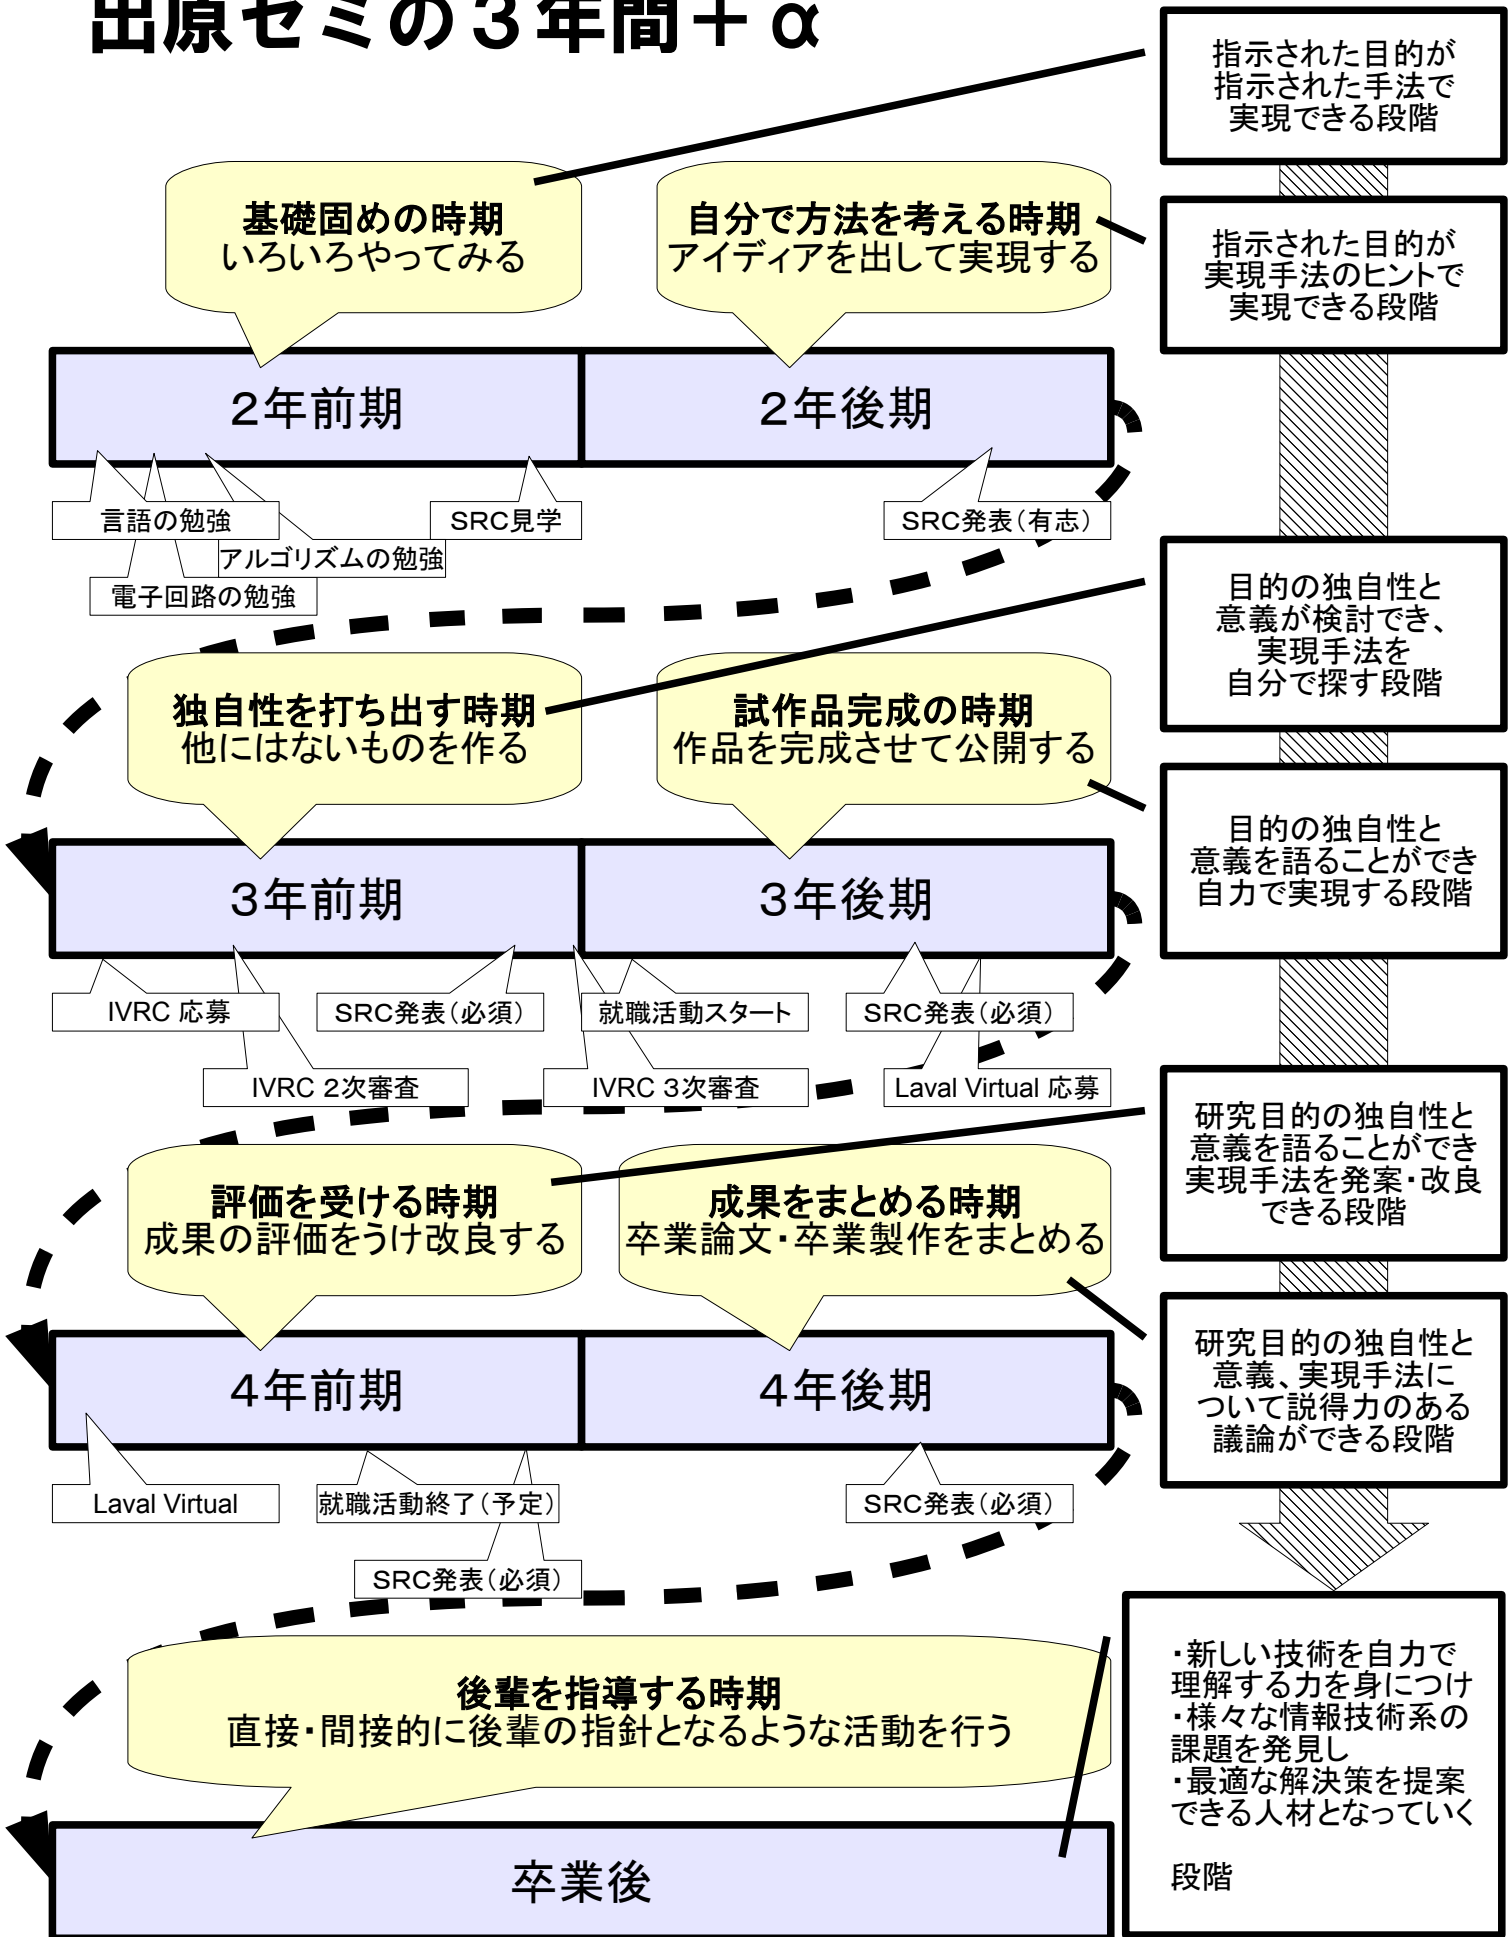 出原ゼミの３年間＋α
指示された目的が
指示された手法で
実現できる段階
基礎固めの時期
いろいろやってみる
自分で方法を考える時期
アイディアを出して実現する
指示された目的が
実現手法のヒントで
実現できる段階
２年前期
２年後期
言語の勉強
アルゴリズムの勉強
電子回路の勉強
SRC見学
SRC発表（有志）
目的の独自性と
意義が検討でき、
実現手法を
自分で探す段階
独自性を打ち出す時期
他にはないものを作る
試作品完成の時期
作品を完成させて公開する
目的の独自性と
意義を語ることができ
自力で実現する段階
３年前期
３年後期
IVRC 応募
SRC発表（必須）
就職活動スタート
SRC発表（必須）
IVRC ２次審査
IVRC ３次審査
Laval Virtual 応募
研究目的の独自性と
意義を語ることができ
実現手法を発案・改良
できる段階
評価を受ける時期
成果の評価をうけ改良する
成果をまとめる時期
卒業論文・卒業製作をまとめる
研究目的の独自性と
意義、実現手法に
ついて説得力のある
議論ができる段階
４年前期
４年後期
Laval Virtual
就職活動終了（予定）
SRC発表（必須）
SRC発表（必須）
後輩を指導する時期
直接・間接的に後輩の指針となるような活動を行う
・新しい技術を自力で
理解する力を身につけ
・様々な情報技術系の
課題を発見し
・最適な解決策を提案
できる人材となっていく
段階
卒業後